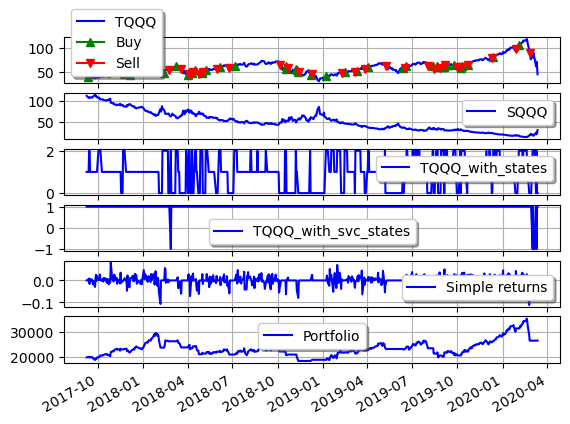 TQQQ
Buy
Sell
100
50
SQQQ
100
50
TQQQ_with_states
2
0
TQQQ_with_svc_states
1
−1
Simple returns
0.0
−0.1
Portfolio
30000
20000
2017-10
2018-01
2018-04
2018-07
2018-10
2019-01
2019-04
2019-07
2019-10
2020-01
2020-04